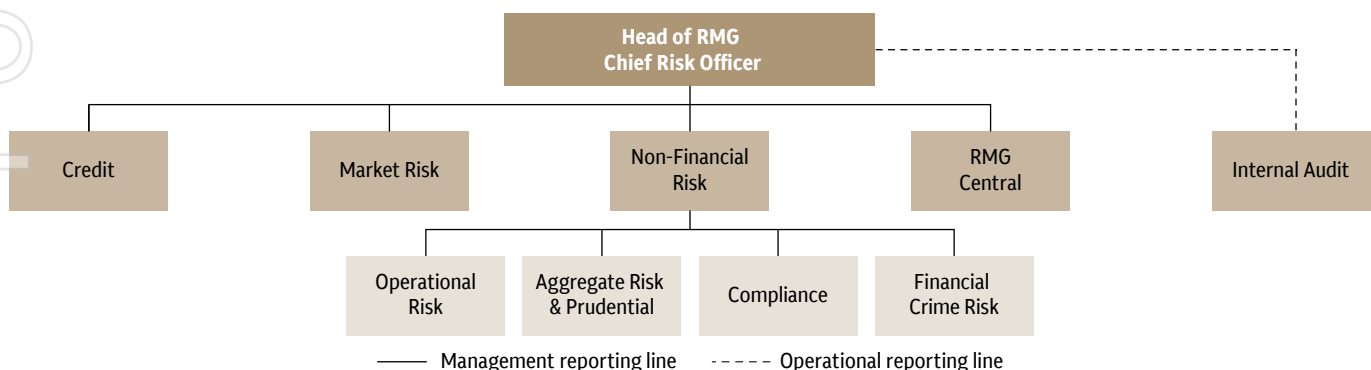 Head of RMG
Chief Risk Officer
Credit
Market Risk
Non-Financial
Risk
RMG
Central
Internal Audit
Operational
Risk
Aggregate Risk
& Prudential
Compliance
Financial
Crime Risk
Management reporting line
Operational reporting line